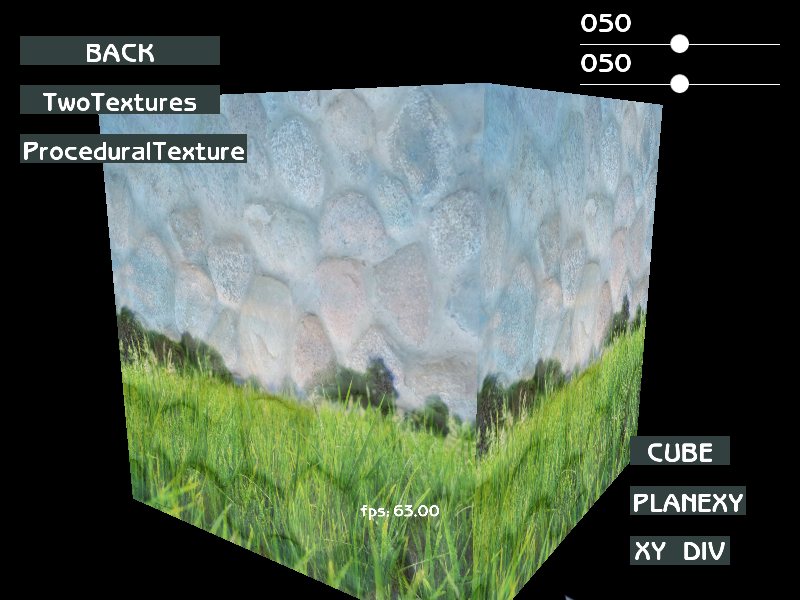 BACK
TwoTextures
ProceduralTexture
050
050
fps: 63.00
CUBE
PLANEXY
XY DIV